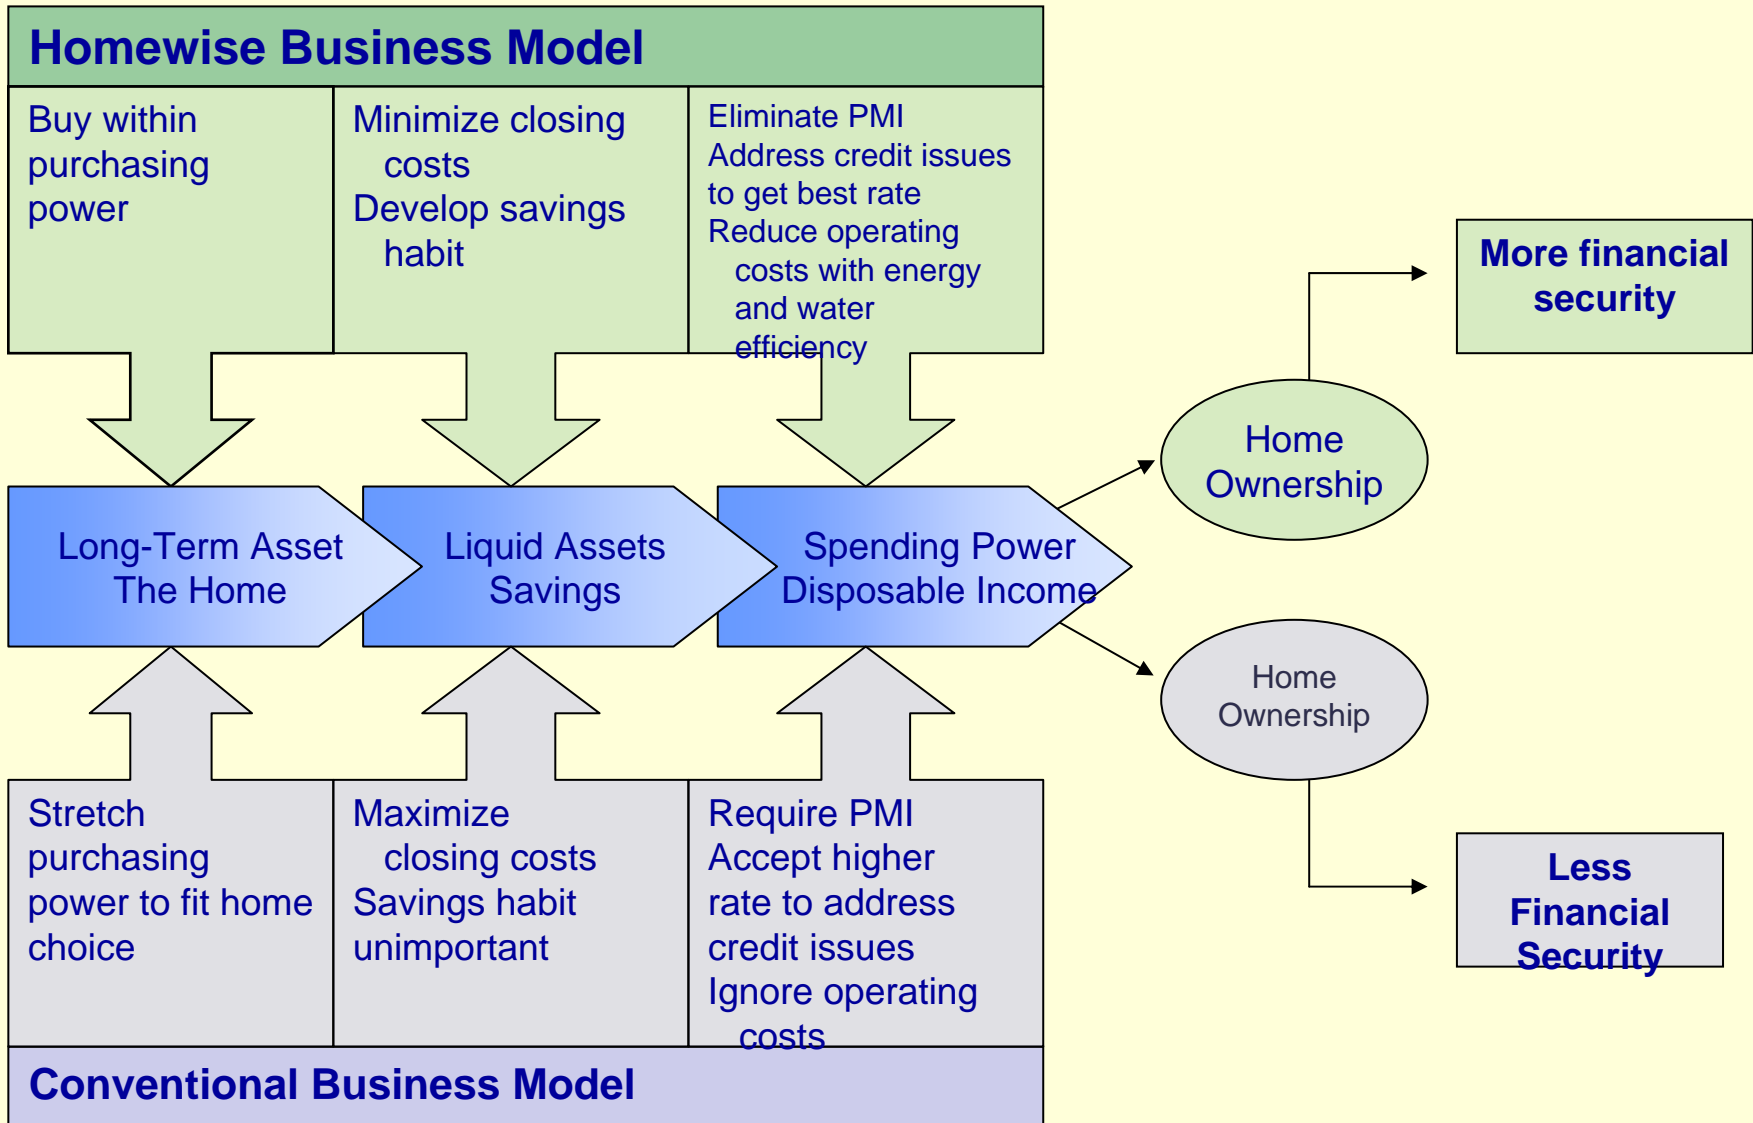 Homewise Business Model
Buy within
purchasing
power
Minimize closing
costs
Develop savings
habit
Eliminate PMI
Address credit issues
to get best rate
Reduce operating
costs with energy
and water
efficiency
More financial
security
Home
Ownership
Long-Term Asset
The Home
Liquid Assets
Savings
Spending Power
Disposable Income
Home
Ownership
Stretch
purchasing
power to fit home
choice
Maximize
closing costs
Savings habit
unimportant
Require PMI
Accept higher
rate to address
credit issues
Ignore operating
costs
Less
Financial
Security
Conventional Business Model